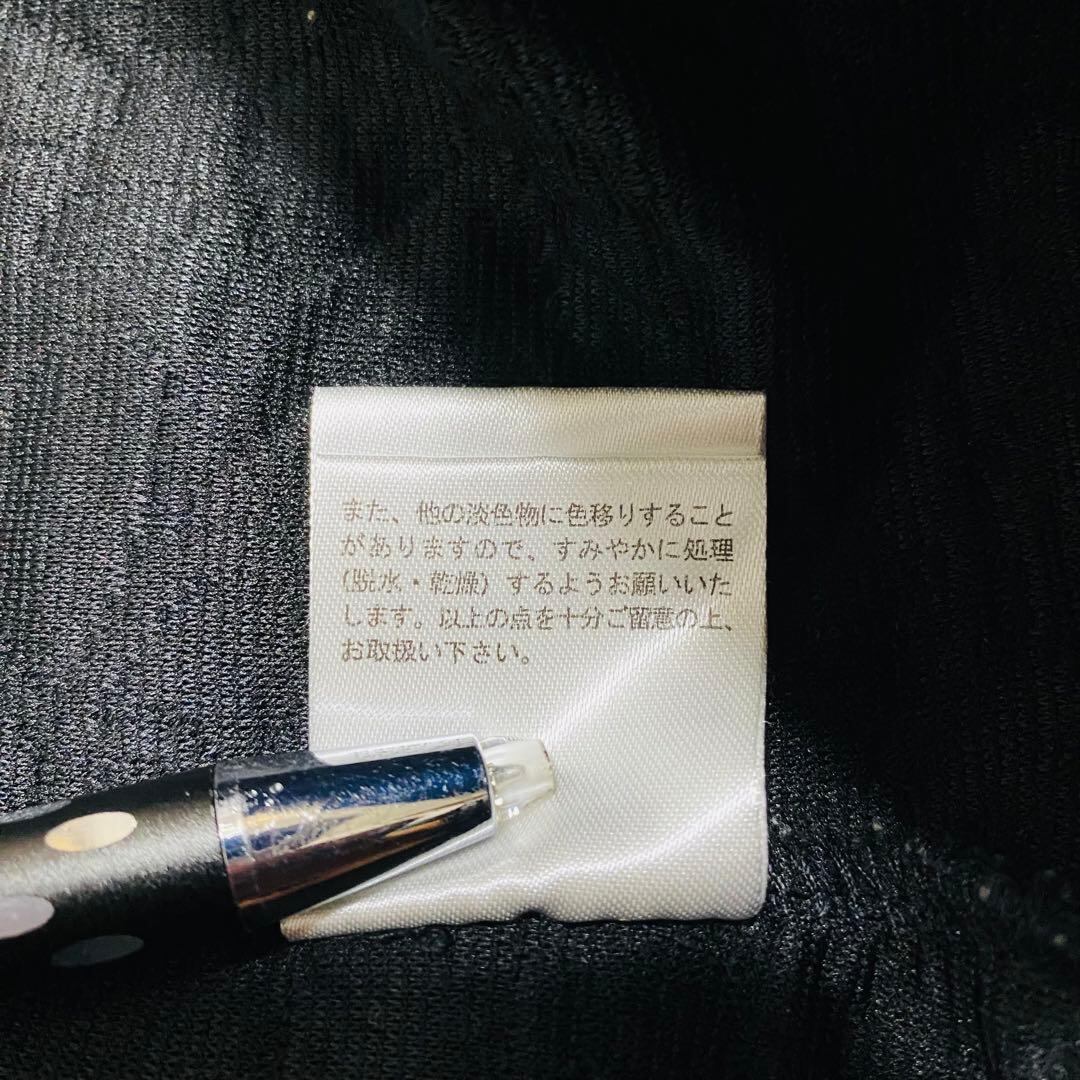 また、他の淡色物に色移りすること
がありますので、すみやかに処理
(脱水・乾燥) するようお願いいた
します。以上の点を十分ご留意の上、
お取扱い下さい。